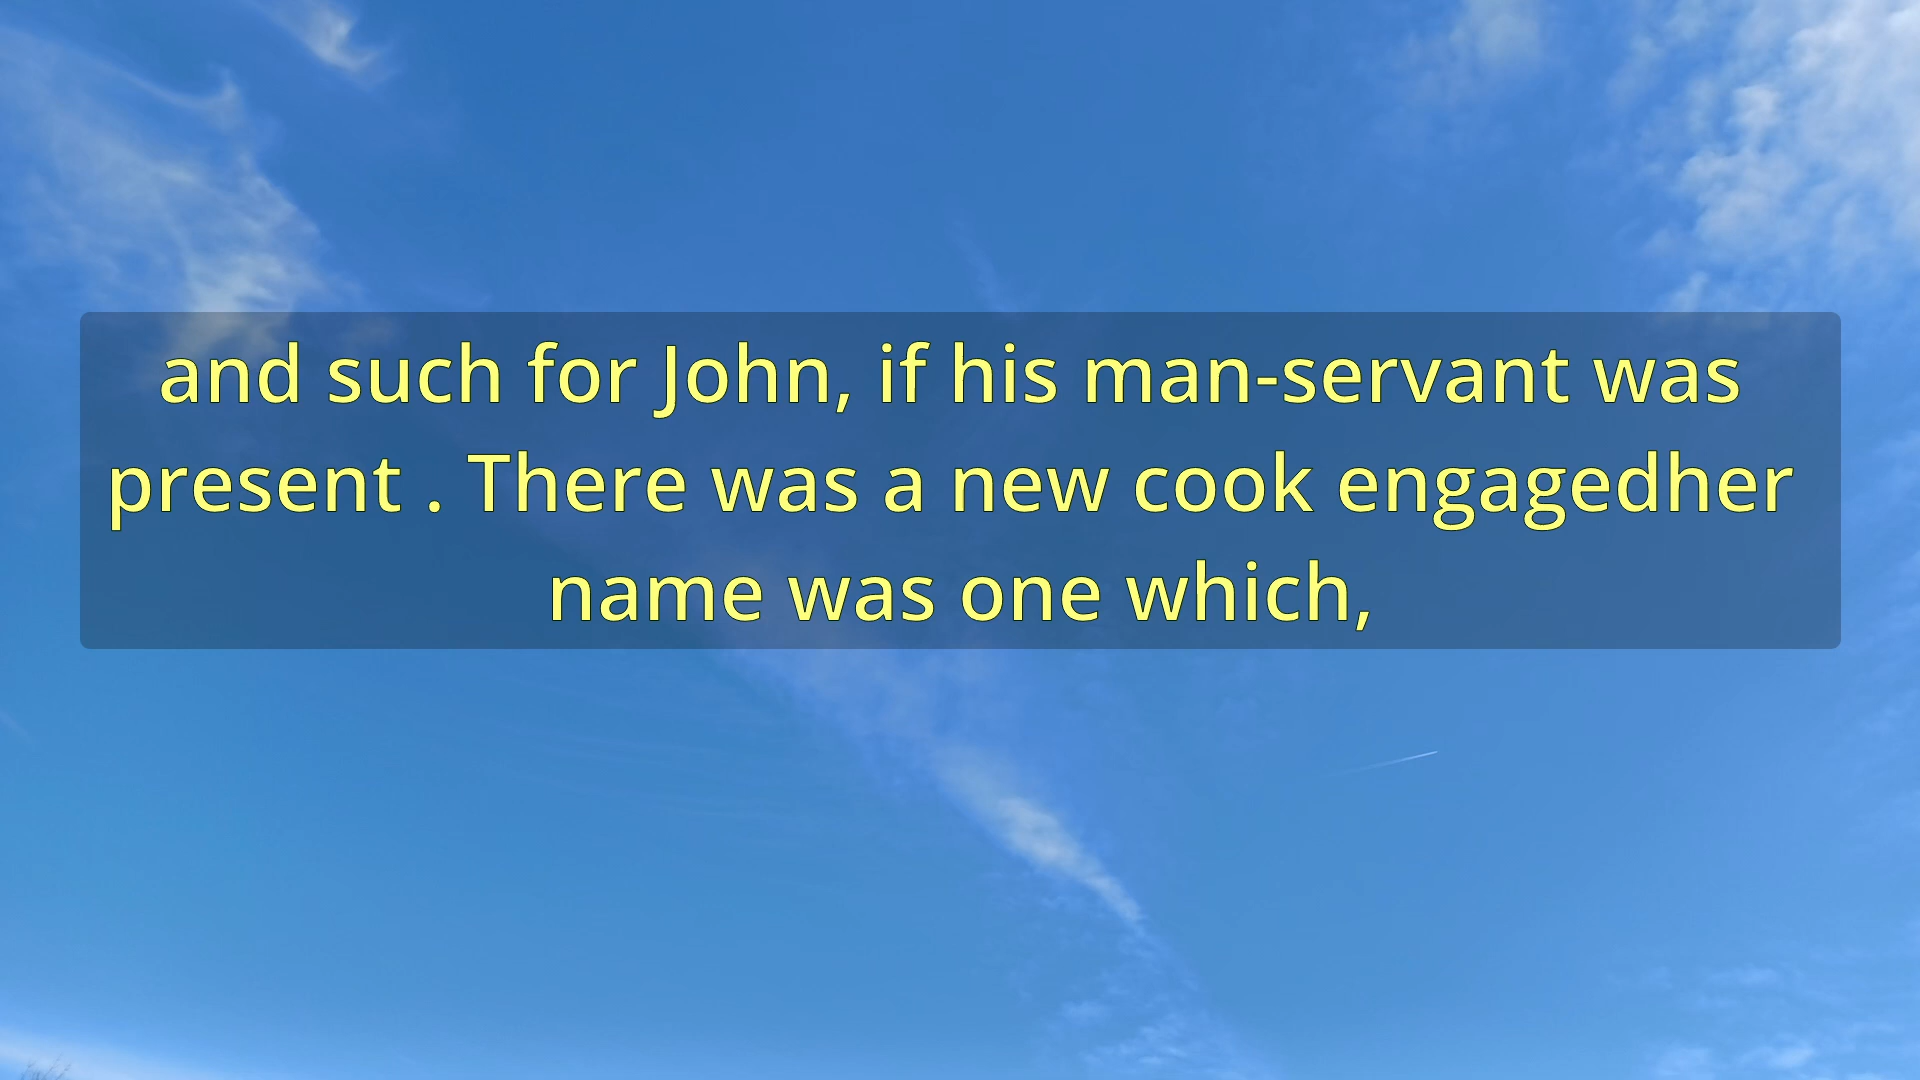 and such for John, if his man-servant was
present . There was a new cook engagedher
name was one which,